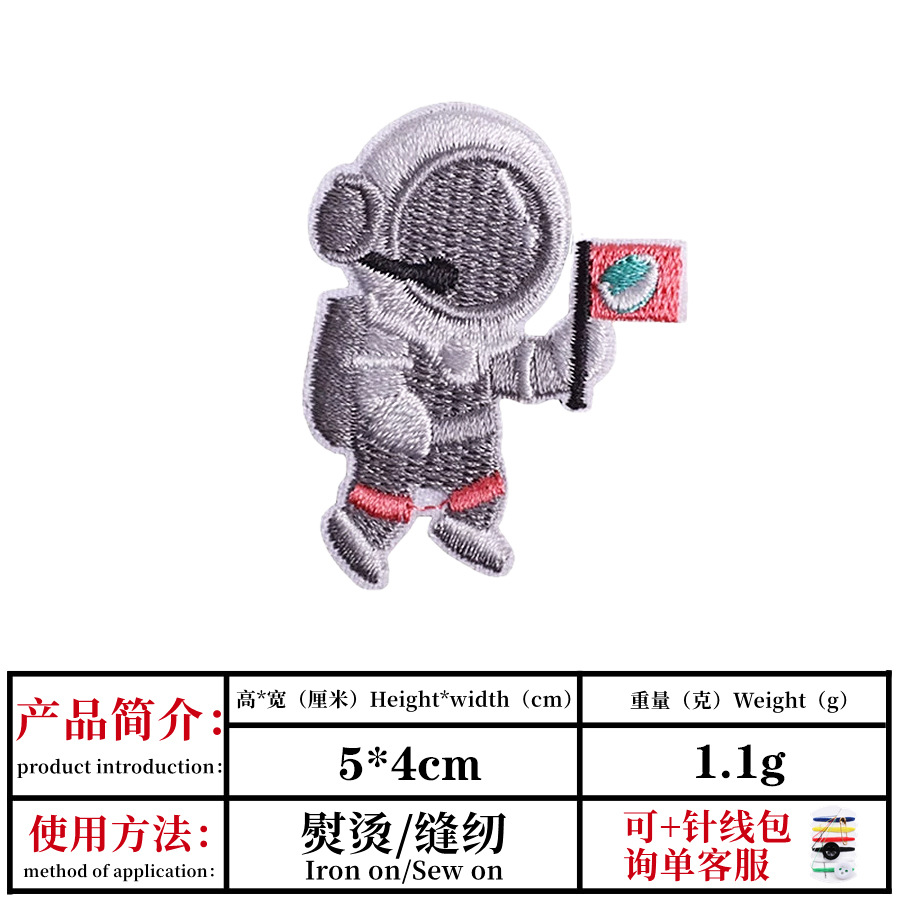 产品简介：
product introduction：
高*宽（厘米）Height*width（cm）
重量（克）Weight（g）
5*4cm
1.1g
使用方法：
method of application：
熨烫/缝纫
Iron on/Sew on
可+针线包
询单客服